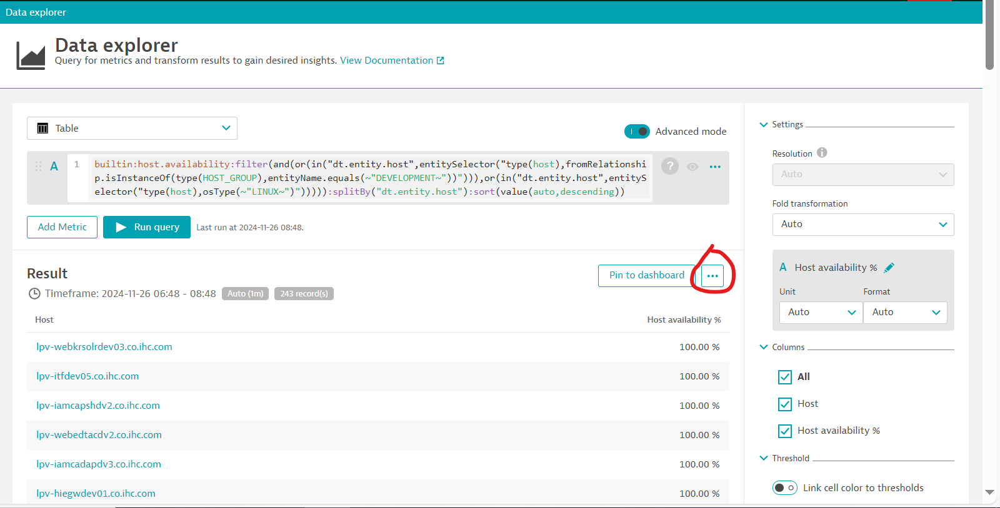 Data explorer
Data explorer
Query for metrics and transform results to gain desired insights. View Documentation
Table
Advanced mode
A
1
builtin:host.availability:filter(and(or(in("dt.entity.host",entitySelector("type(host),fromRelationshi
p.isInstanceOf(type(HOST_GROUP),entityName.equals(~"DEVELOPMENT~"))"))),or(in("dt.entity.host",entityS
elector("type(host),osType(~"LINUX~")"))))):splitBy("dt.entity.host"):sort(value(auto,descending))
?
Add Metric
Run query
Last run at 2024-11-26 08:48.
Result
Pin to dashboard
Timeframe: 2024-11-26 06:48 - 08:48
Auto (1m)
243 record(s)
Host Host availability %
lpv-webkrsolrdev03.co.ihc.com 100.00 %
lpv-itfdev05.co.ihc.com 100.00 %
lpv-iamcapshdv2.co.ihc.com 100.00 %
lpv-webedtacdv2.co.ihc.com 100.00 %
lpv-iamcadapdv3.co.ihc.com 100.00 %
lpv-hiegwdev01.co.ihc.com 100.00 %
Settings
Resolution
Auto
Fold transformation
Auto
A Host availability %
Unit Format
Auto Auto
Columns
All
Host
Host availability %
Threshold
Link cell color to thresholds